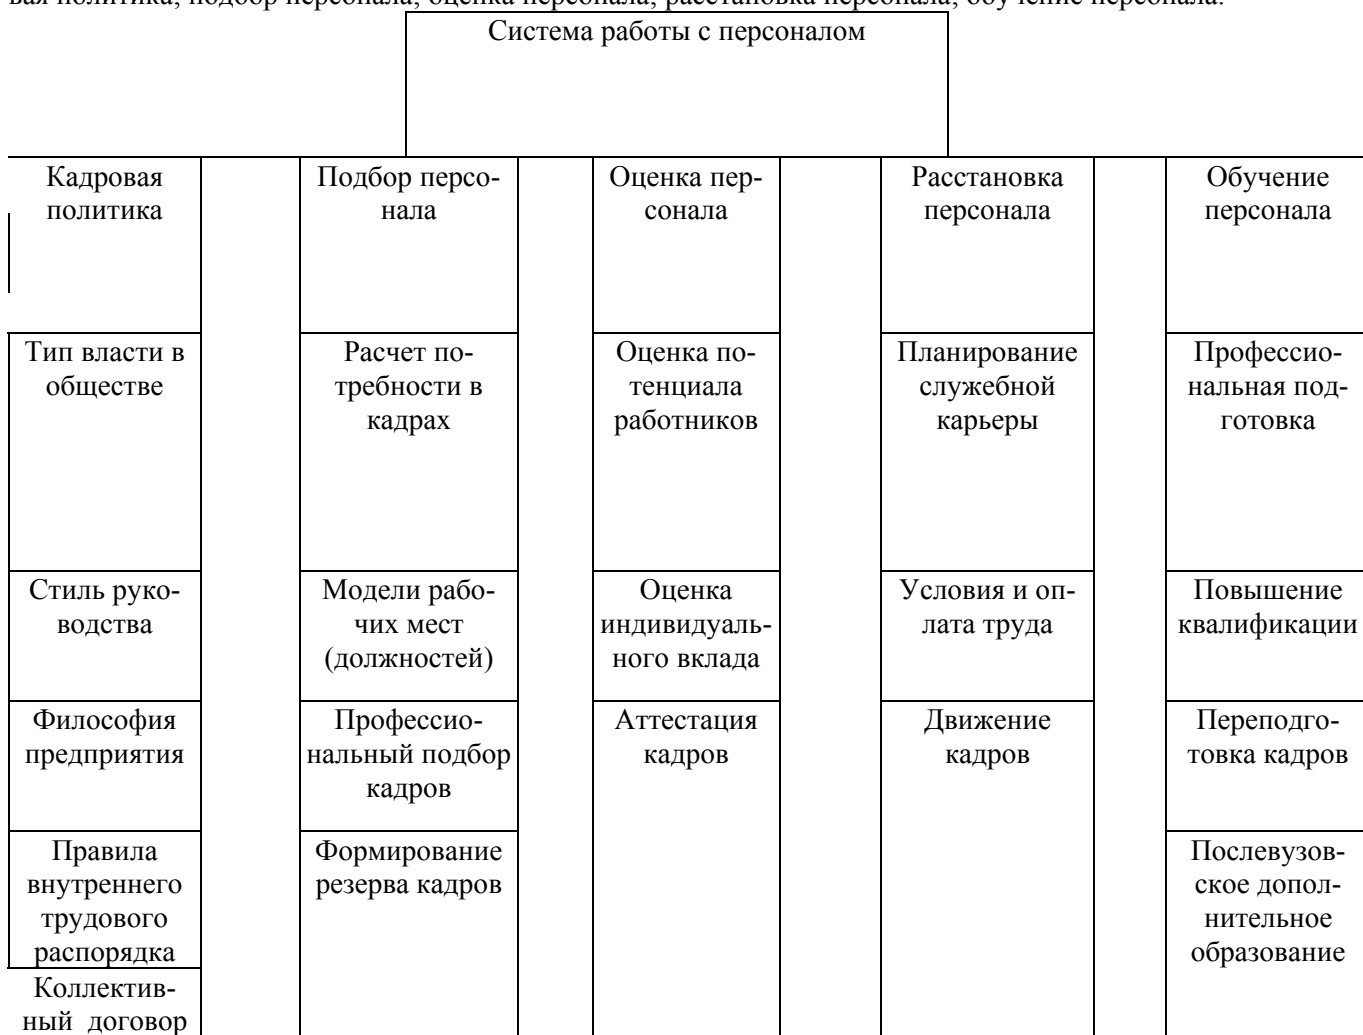 вая политика, подбор персонала, оценка персонала, расстановка персонала, обучение персонала.
Система работы с персоналом
Кадровая
политика
Подбор персо-
нала
Оценка пер-
сонала
Расстановка
персонала
Обучение
персонала
Тип власти в
обществе
Расчет по-
требности в
кадрах
Оценка по-
тенциала
работников
Планирование
служебной
карьеры
Профессио-
нальная под-
готовка
Стиль руко-
водства
Модели рабо-
чих мест
(должностей)
Оценка
индивидуаль-
ного вклада
Условия и оп-
лата труда
Повышение
квалификации
Философия
предприятия
Профессио-
нальный подбор
кадров
Аттестация
кадров
Движение
кадров
Переподго-
товка кадров
Правила
внутреннего
трудового
распорядка
Формирование
резерва кадров
Послевузов-
ское допол-
нительное
образование
Коллектив-
ный договор